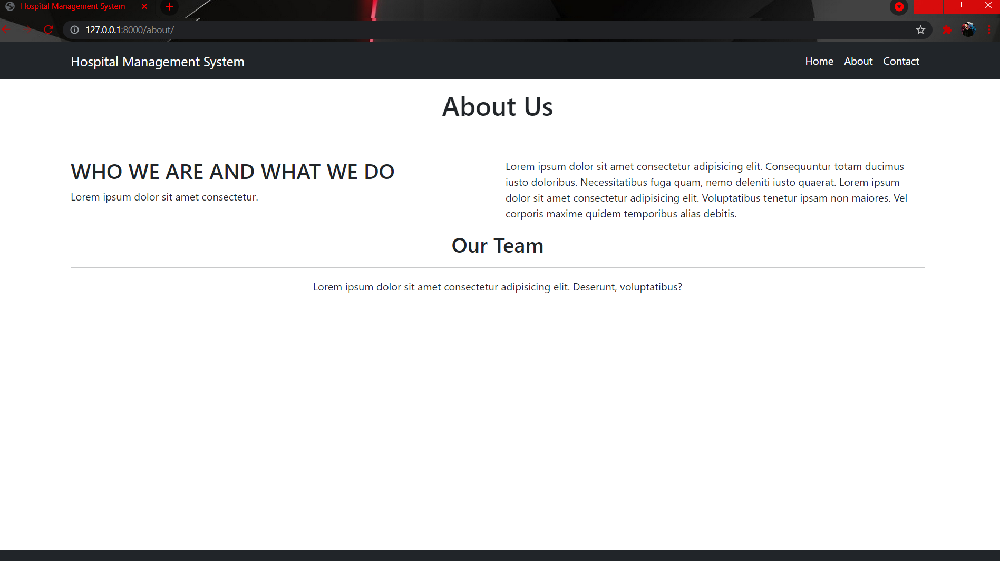 Hospital Management System
127.0.0.1:8000/about/
Hospital Management System
Home About Contact
About Us
WHO WE ARE AND WHAT WE DO
Lorem ipsum dolor sit amet consectetur.
Lorem ipsum dolor sit amet consectetur adipisicing elit. Consequuntur totam ducimus
iusto doloribus. Necessitatibus fuga quam, nemo deleniti iusto quaerat. Lorem ipsum
dolor sit amet consectetur adipisicing elit. Voluptatibus tenetur ipsam non maiores. Vel
corporis maxime quidem temporibus alias debitis.
Our Team
Lorem ipsum dolor sit amet consectetur adipisicing elit. Deserunt, voluptatibus?